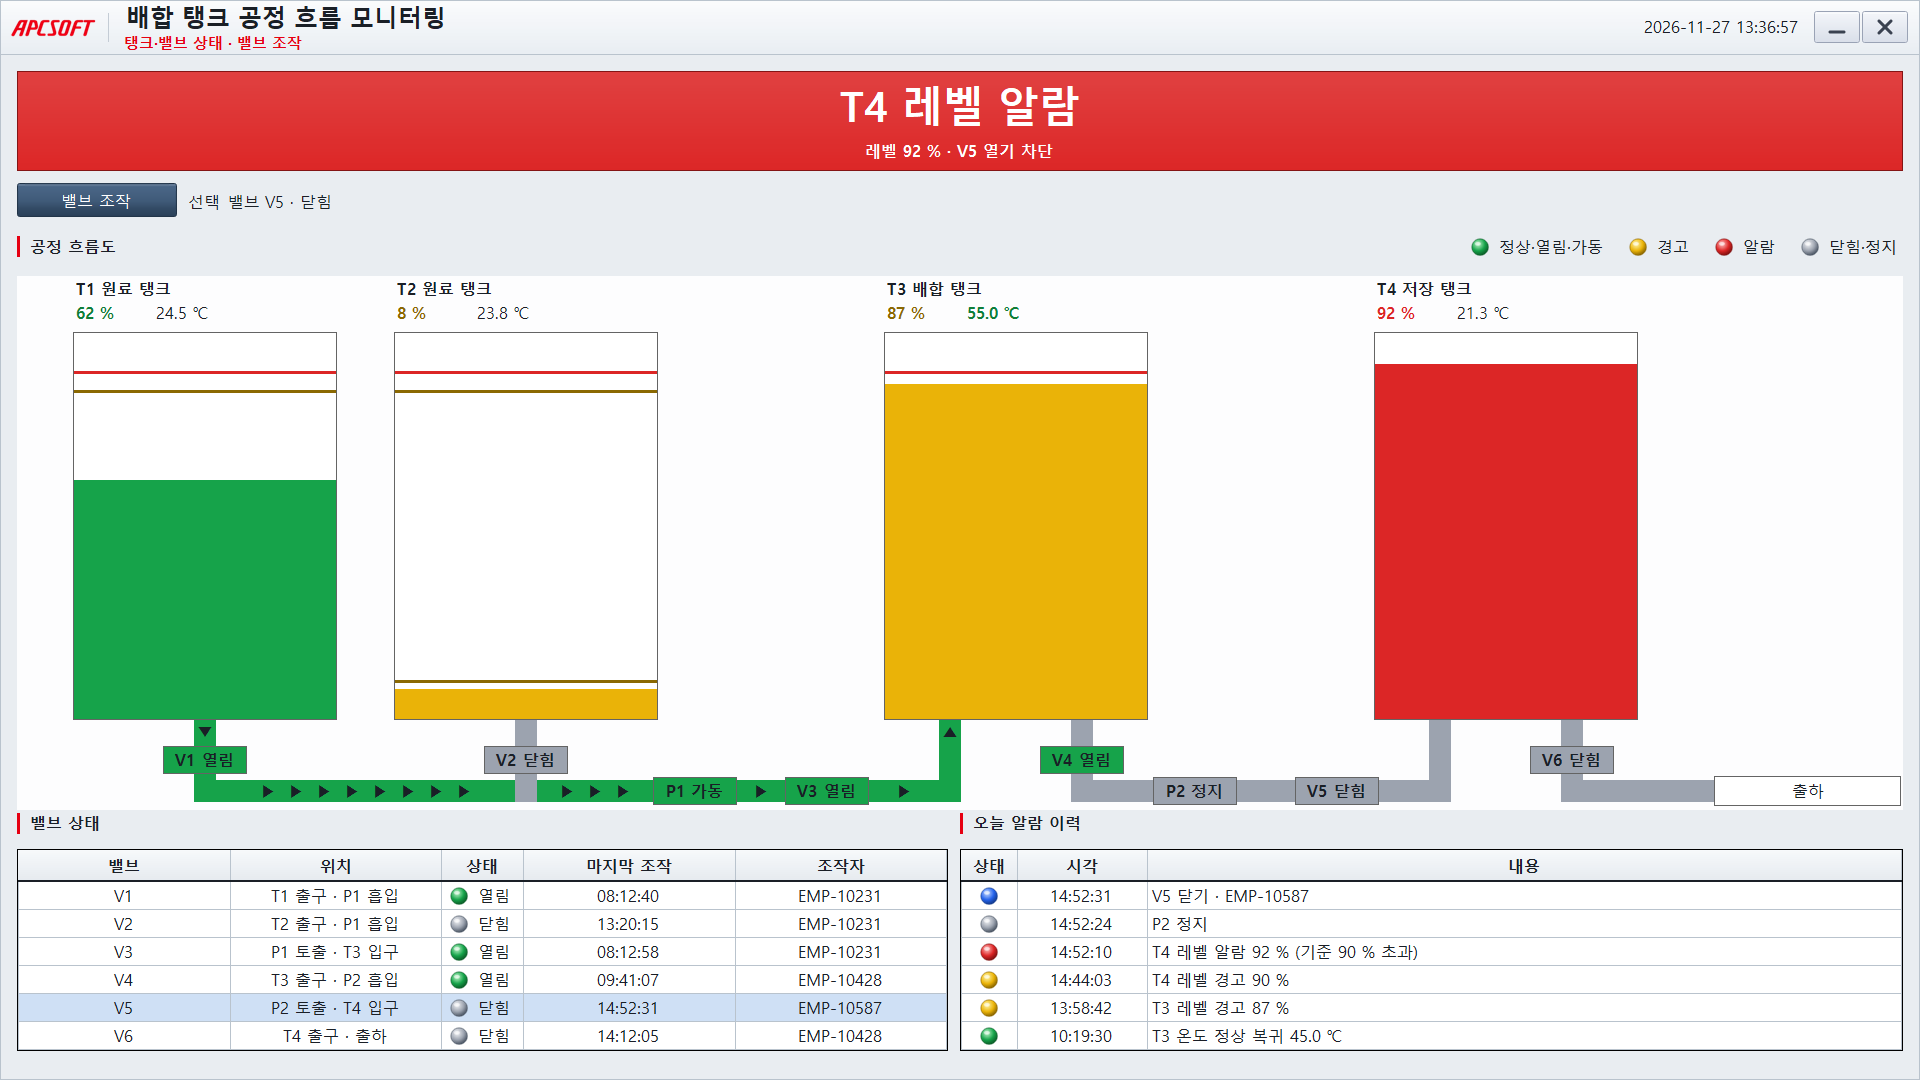 APCSOFT
배합 탱크 공정 흐름 모니터링
탱크·밸브 상태 · 밸브 조작
2026-11-27 13:36:57
T4 레벨 알람
레벨 92 % · V5 열기 차단
밸브 조작
선택 밸브 V5 · 닫힘
공정 흐름도
정상·열림·가동
경고
알람
닫힘·정지
T1 원료 탱크
62 % 24.5 ℃
T2 원료 탱크
8 % 23.8 ℃
T3 배합 탱크
87 % 55.0 ℃
T4 저장 탱크
92 % 21.3 ℃
V1 열림
V2 닫힘
V4 열림
V6 닫힘
P1 가동
V3 열림
P2 정지
V5 닫힘
출하
밸브 상태
밸브 위치 상태 마지막 조작 조작자
V1 T1 출구 · P1 흡입 열림 08:12:40 EMP-10231
V2 T2 출구 · P1 흡입 닫힘 13:20:15 EMP-10231
V3 P1 토출 · T3 입구 열림 08:12:58 EMP-10231
V4 T3 출구 · P2 흡입 열림 09:41:07 EMP-10428
V5 P2 토출 · T4 입구 닫힘 14:52:31 EMP-10587
V6 T4 출구 · 출하 닫힘 14:12:05 EMP-10428
오늘 알람 이력
상태 시각 내용
14:52:31 V5 닫기 · EMP-10587
14:52:24 P2 정지
14:52:10 T4 레벨 알람 92 % (기준 90 % 초과)
14:44:03 T4 레벨 경고 90 %
13:58:42 T3 레벨 경고 87 %
10:19:30 T3 온도 정상 복귀 45.0 ℃